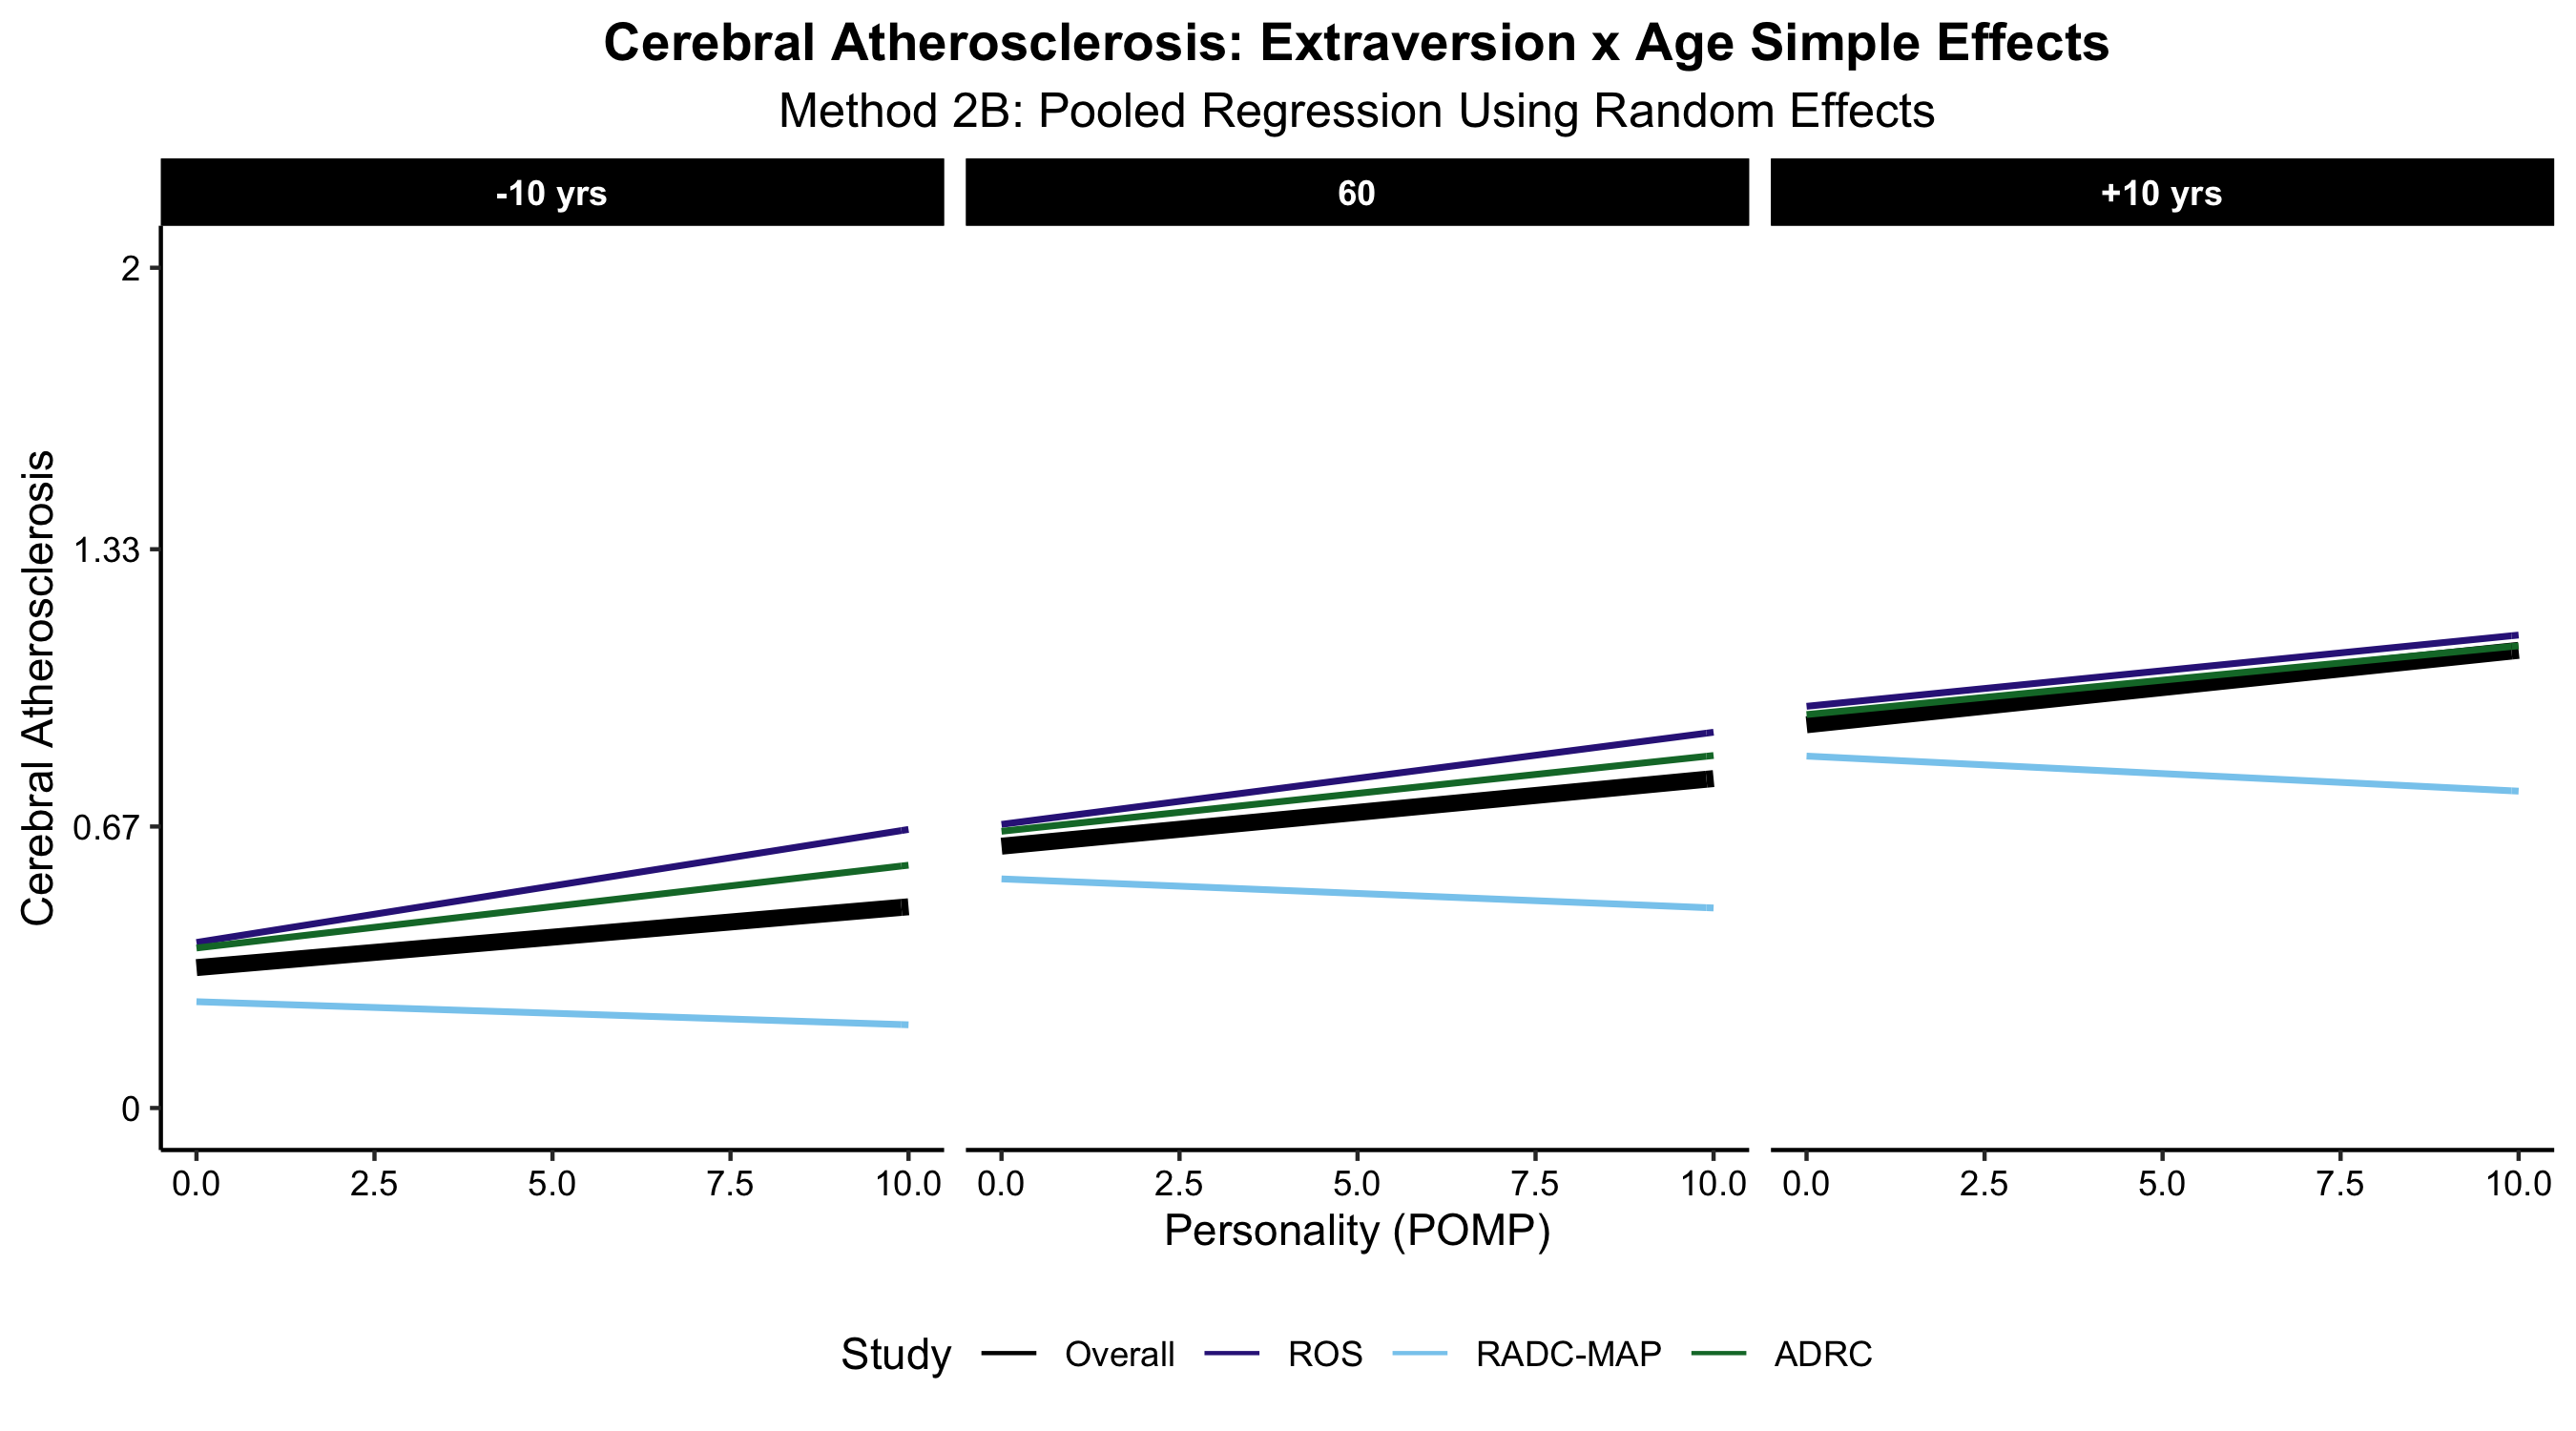 Cerebral Atherosclerosis: Extraversion x Age Simple Effects
Method 2B: Pooled Regression Using Random Effects
-10 yrs
60
+10 yrs
Cerebral Atherosclerosis
2
1.33
0.67
0
0.0 2.5 5.0 7.5 10.0
0.0 2.5 5.0 7.5 10.0
0.0 2.5 5.0 7.5 10.0
Personality (POMP)
Study Overall ROS RADC-MAP ADRC